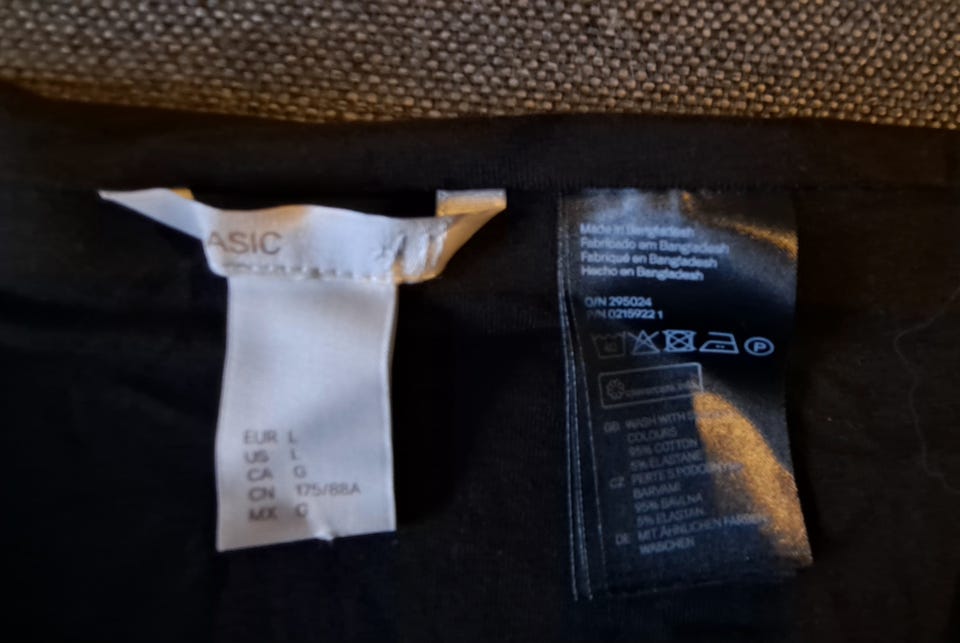 ASIC
EUR L
US L
CA G
CN 175/88A
MX G
Made in Bangladesh
Fabricado em Bangladesh
Fabriqué en Bangladesh
Hecho en Bangladesh
O/N 295024
P/N 0215922 1
P
GB WASH WITH
COLOURS
95% COTTON
5% ELASTANE
CZ PERTE S
BARVAMI
95% BAVLNA
5% ELASTAN
DE MIT ÄHNLICHEN FARBEN
WASCHEN